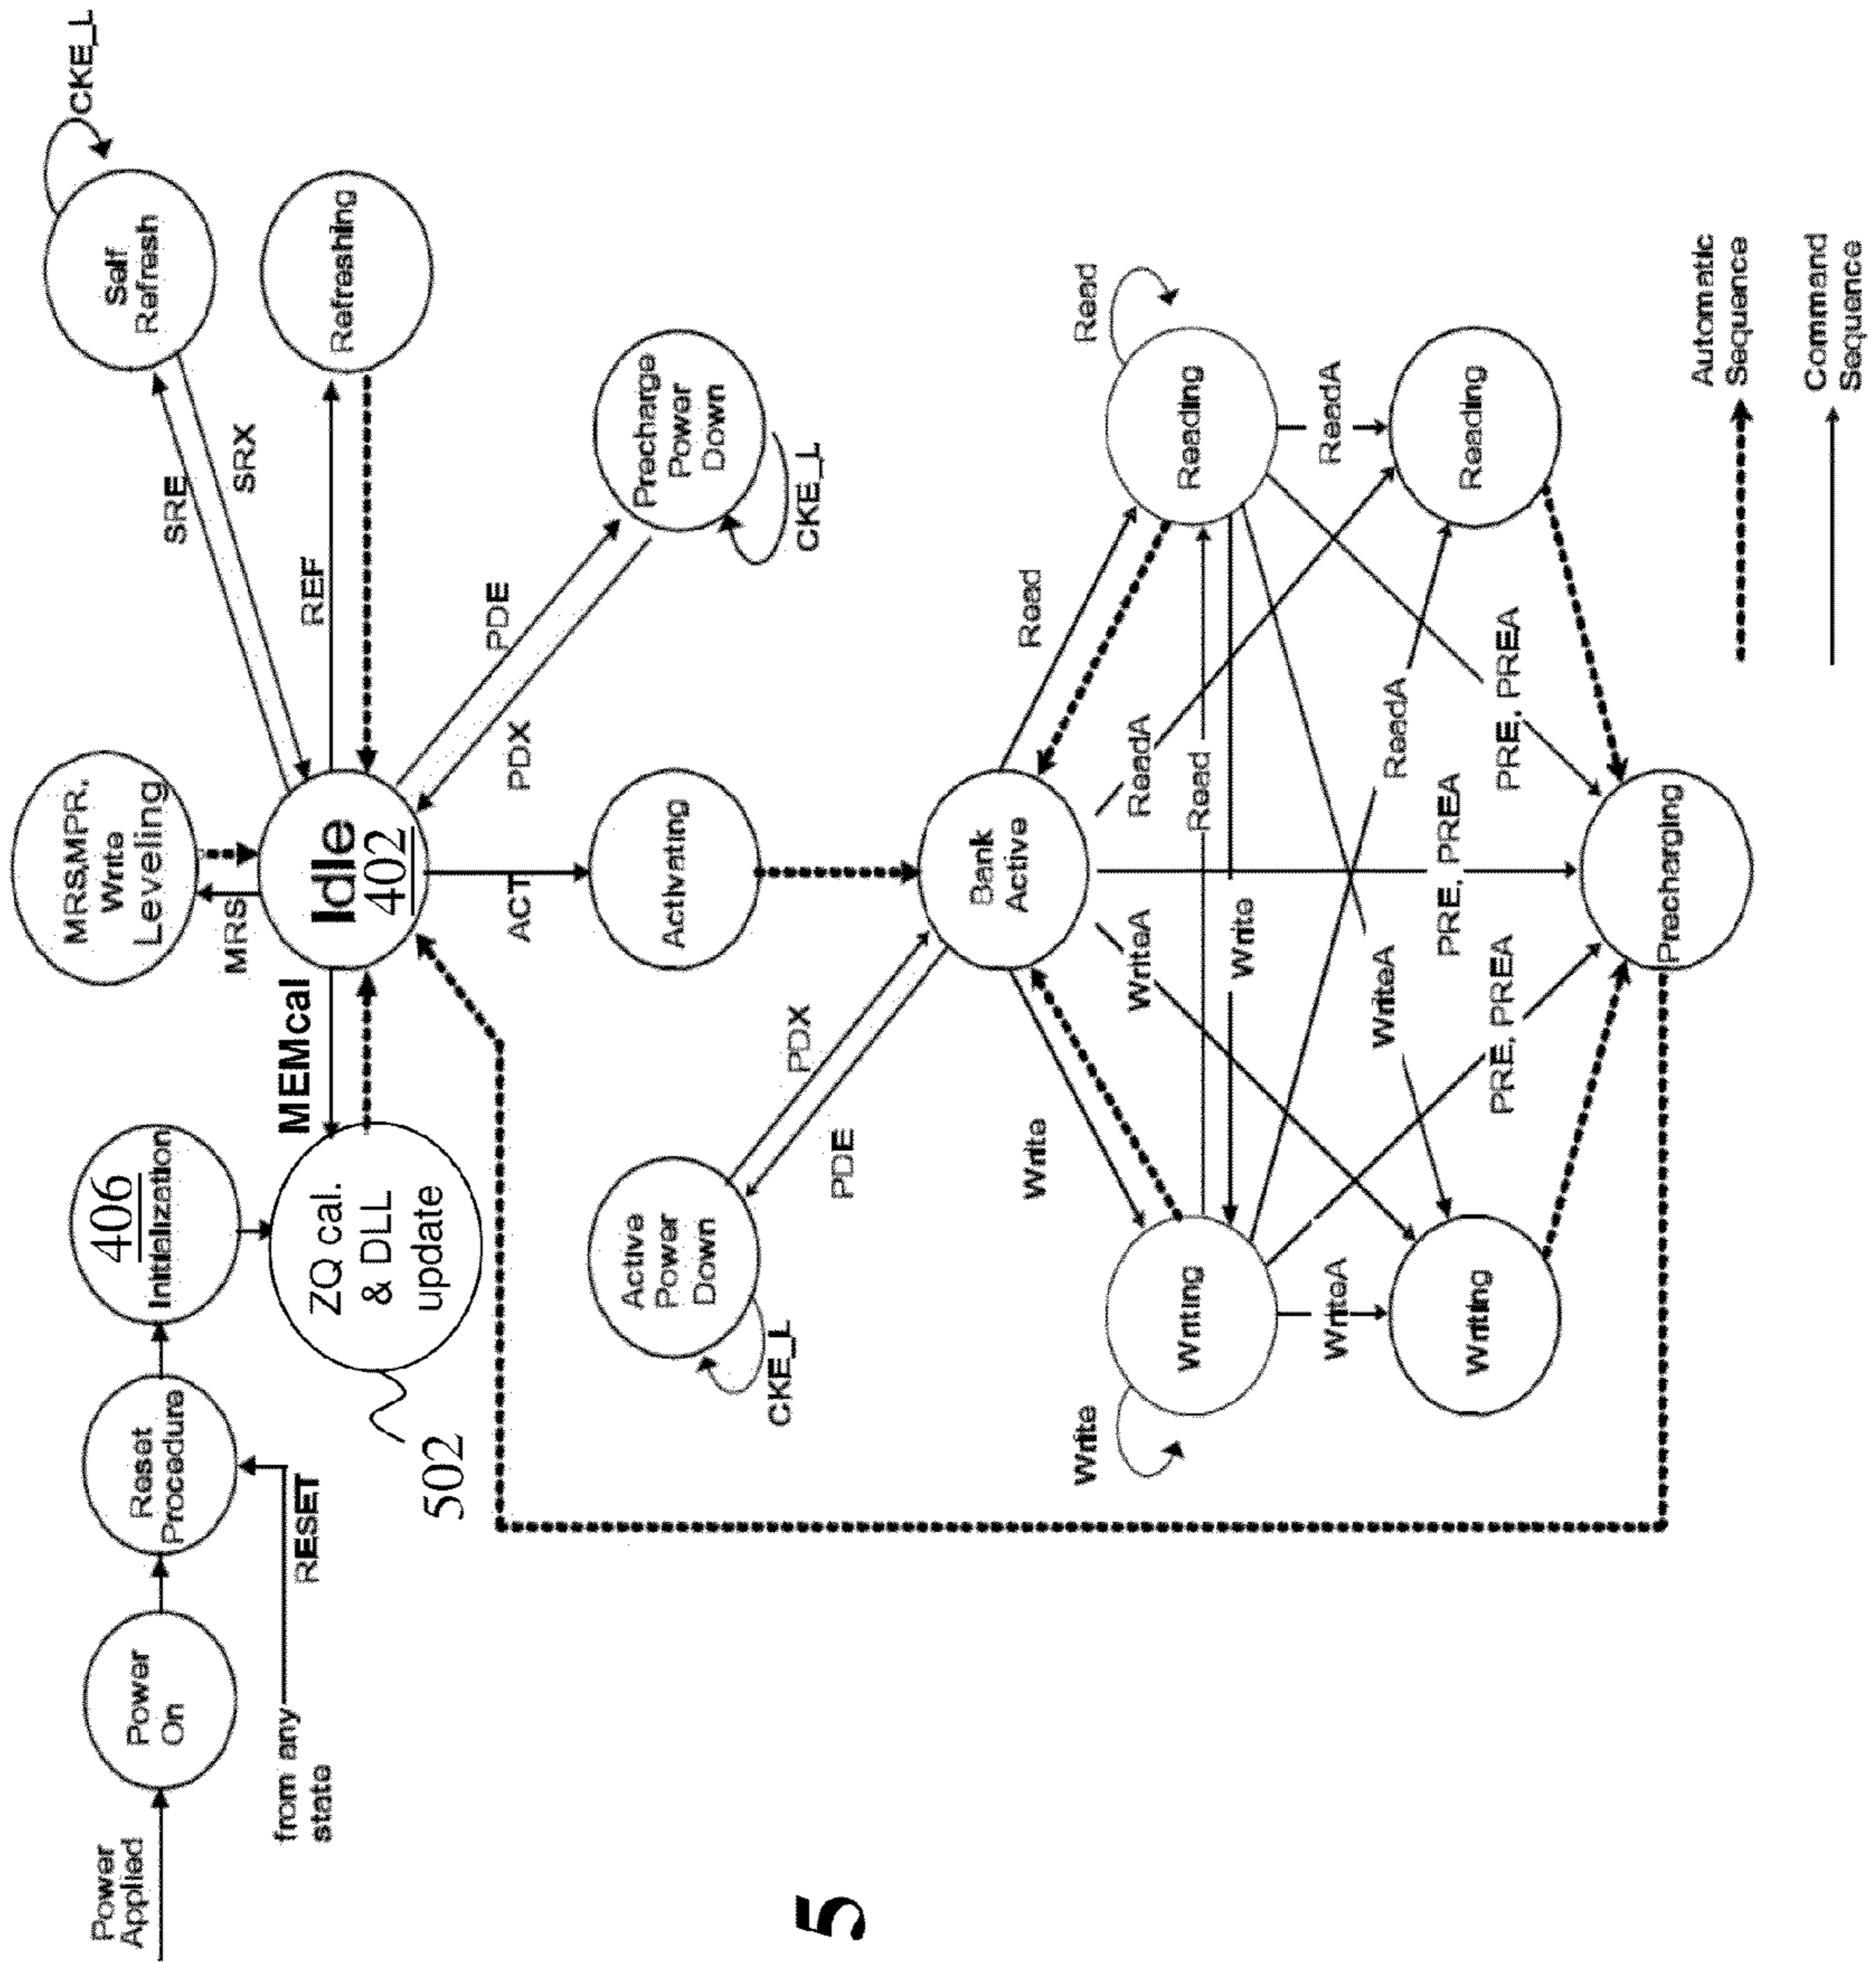 Power
Applied
Power
On
from any
state
RESET
Reset
Procedure
406
Initialization
ZQ cal.
& DLL
update
502
MEMcal
MRS,MPR,
Write
Leveling
MRS
Idle
402
SRE
SRX
Self
Refresh
CKE_L
REF
Refreshing
PDE
PDX
Precharge
Power
Down
CKE_L
ACT
Activating
Active
Power
Down
CKE_L
PDX
PDE
Bank
Active
Write
Read
WriteA
ReadA
Writing
Write
Reading
Read
Read
Write
WriteA
ReadA
WriteA
ReadA
PRE, PREA
PRE, PREA
PRE, PREA
Writing
Reading
Precharging
Automatic
Sequence
Command
Sequence
5